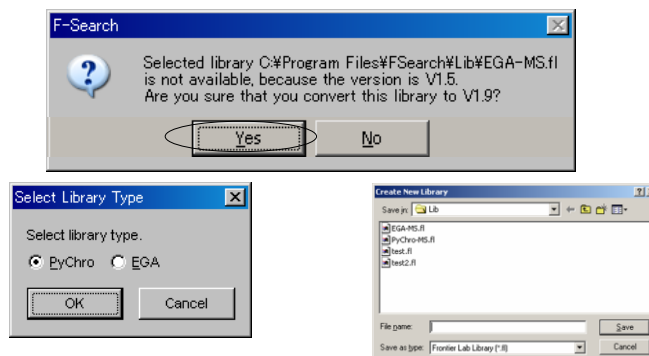 F-Search
Selected library C:¥Program Files¥FSearch¥Lib¥EGA-MS.fl
is not available, because the version is V1.5.
Are you sure that you convert this library to V1.9?
Yes No
Select Library Type
Select library type.
PyChro EGA
OK Cancel
Create New Library
Save in: Lib
EGA-MS.fl
PyChro-MS.fl
test.fl
test2.fl
File name: Save
Save as type: Frontier Lab Library (*.fl) Cancel